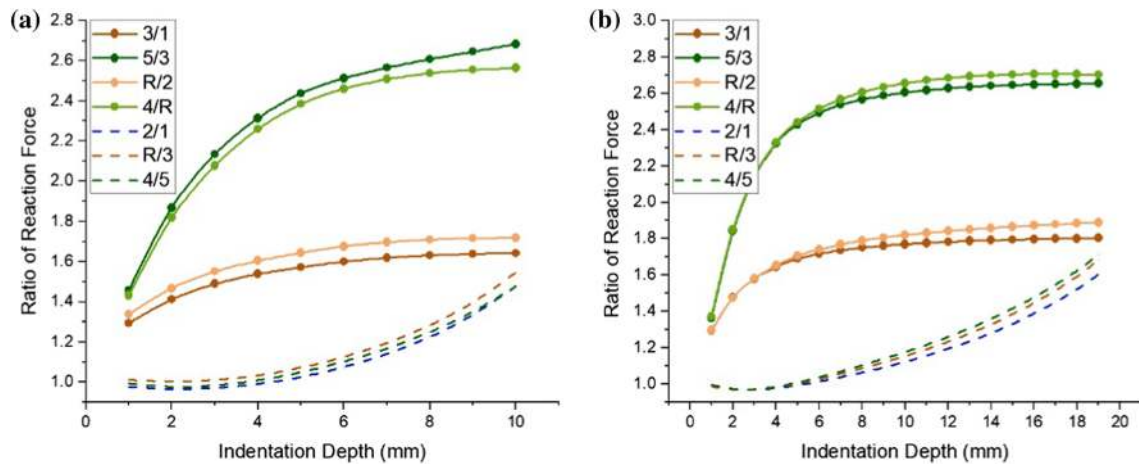 (a)
2.8
2.6
2.4
2.2
2.0
1.8
1.6
1.4
1.2
1.0
Ratio of Reaction Force
3/1
5/3
R/2
4/R
2/1
R/3
4/5
0 2 4 6 8 10
Indentation Depth (mm)
(b)
3.0
2.8
2.6
2.4
2.2
2.0
1.8
1.6
1.4
1.2
1.0
Ratio of Reaction Force
3/1
5/3
R/2
4/R
2/1
R/3
4/5
0 2 4 6 8 10 12 14 16 18 20
Indentation Depth (mm)